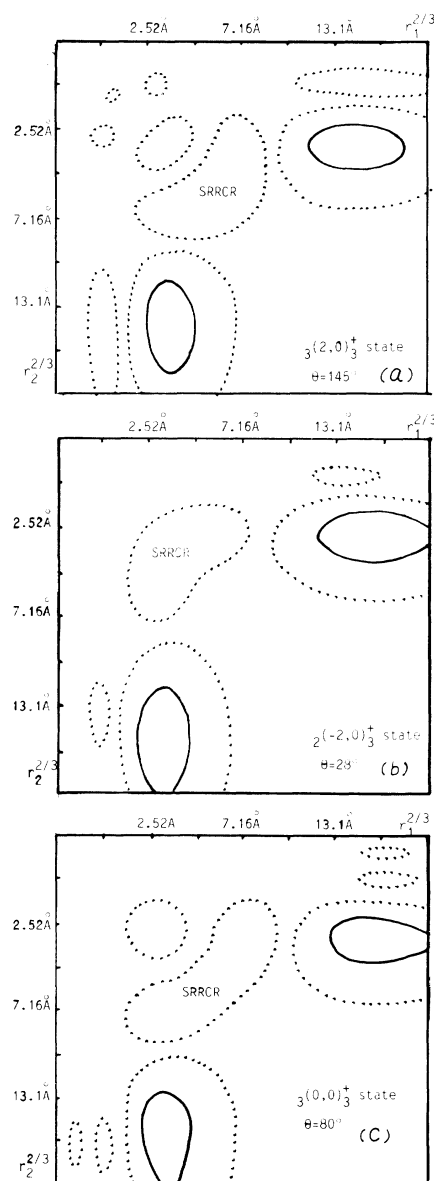 2.52Å 7.16Å 13.1Å r₁^2/3
2.52Å
SRRCR
7.16Å
13.1Å
₃(2,0)₃⁺ state
r₂^2/3
θ=145° (a)
2.52Å 7.16Å 13.1Å r₁^2/3
2.52Å
SRRCR
7.16Å
13.1Å
₂(-2,0)₃⁺ state
r₂^2/3
θ=28° (b)
2.52Å 7.16Å 13.1Å r₁^2/3
2.52Å
SRRCR
7.16Å
13.1Å
₃(0,0)₃⁺ state
θ=80°
r₂^2/3
(C)